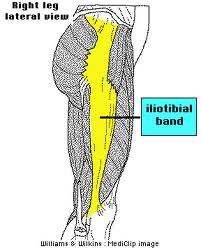 Right leg
lateral view
iliotibial
band
Williams & Wilkins : MediClip image